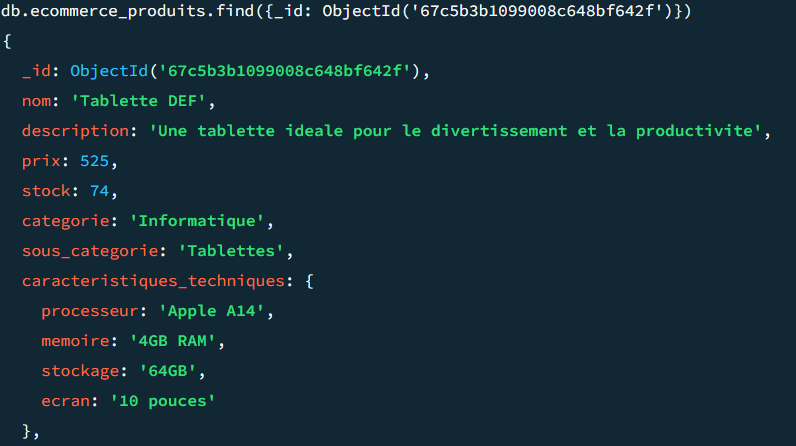 db.ecommerce_produits.find({_id: ObjectId('67c5b3b1099008c648bf642f')})
{
  _id: ObjectId('67c5b3b1099008c648bf642f'),
  nom: 'Tablette DEF',
  description: 'Une tablette ideale pour le divertissement et la productivite',
  prix: 525,
  stock: 74,
  categorie: 'Informatique',
  sous_categorie: 'Tablettes',
  caracteristiques_techniques: {
    processeur: 'Apple A14',
    memoire: '4GB RAM',
    stockage: '64GB',
    ecran: '10 pouces'
  },